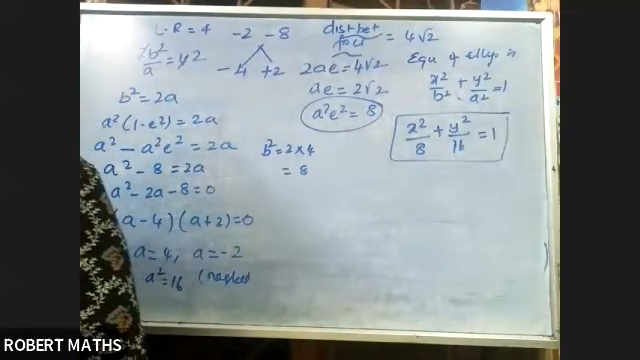 L.R = 4
2b²/a = 4 2
b² = 2a
a²(1-e²) = 2a
a² - a²e² = 2a
a² - 8 = 2a
a² - 2a - 8 = 0
(a-4)(a+2) = 0
a = 4, a = -2
a² = 16 (neglect
-2 -8
-4 +2
dist bet foci = 4√2
2ae = 4√2
ae = 2√2
a²e² = 8
b² = 2×4
= 8
Equ of ellip is
x²/b² + y²/a² = 1
x²/8 + y²/16 = 1
ROBERT MATHS